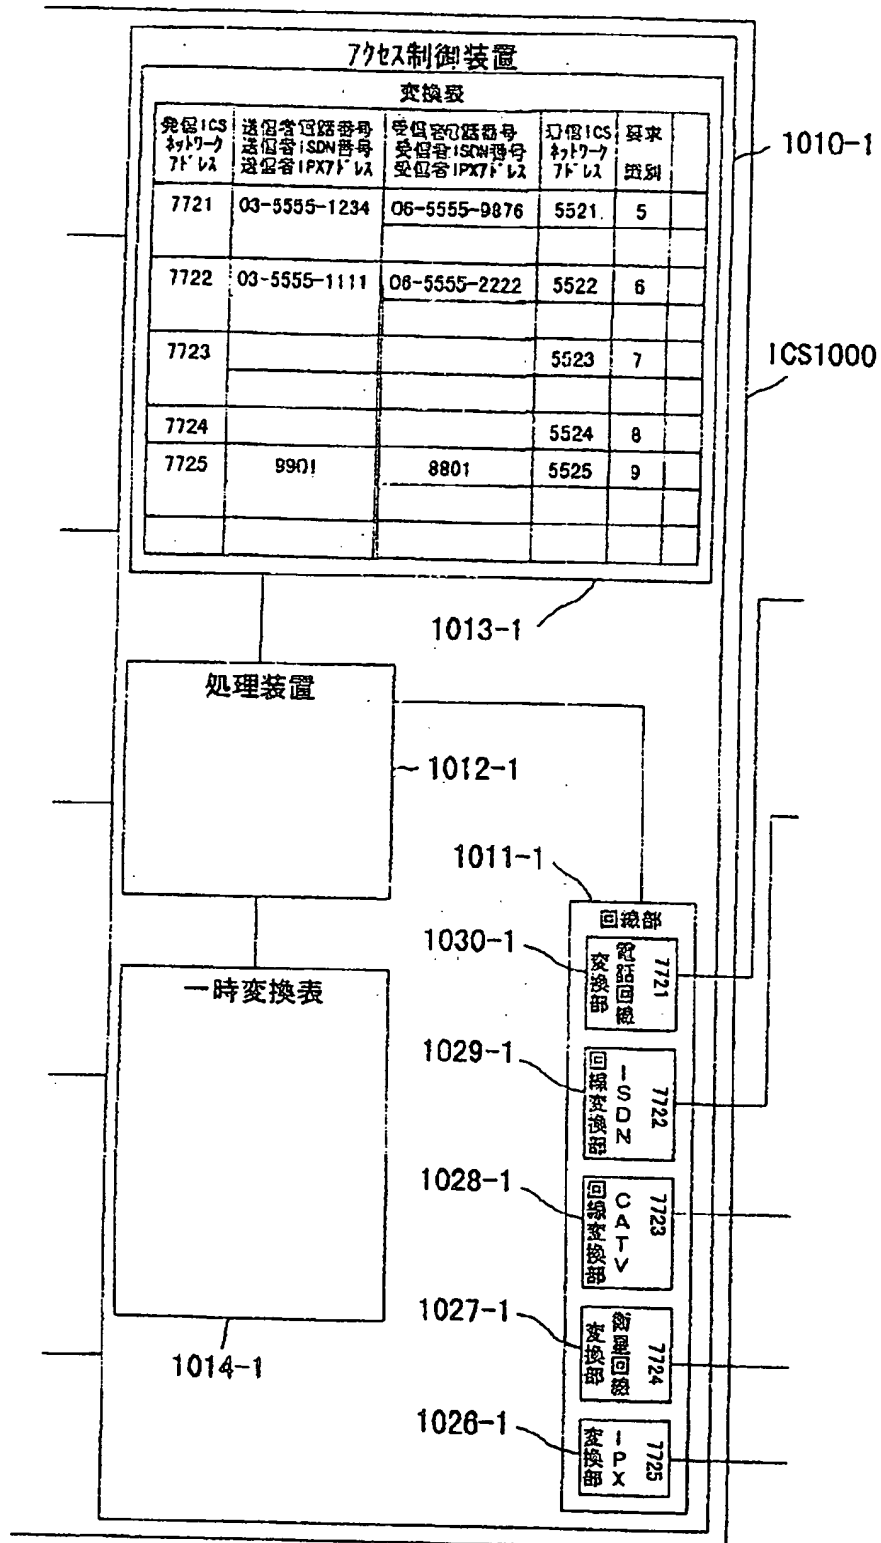 アクセス制御装置
変換表
発信ICS 送信者電話番号 受信者電話番号 着信ICS 要求
ネットワーク 送信者ISDN番号 受信者ISDN番号 ネットワーク
アドレス 送信者IPXアドレス 受信者IPXアドレス アドレス 識別
7721 03-5555-1234 06-5555-9876 5521 5
7722 03-5555-1111 06-5555-2222 5522 6
7723 5523 7
7724 5524 8
7725 9901 8801 5525 9
1010-1
ICS1000
1013-1
処理装置
1012-1
1011-1
回線部
1030-1
電話回線
変換部
7721
一時変換表
1029-1
ISDN
回線変換部
7722
1028-1
CATV
回線変換部
7723
1027-1
衛星回線
変換部
7724
1014-1
1026-1
IPX
変換部
7725